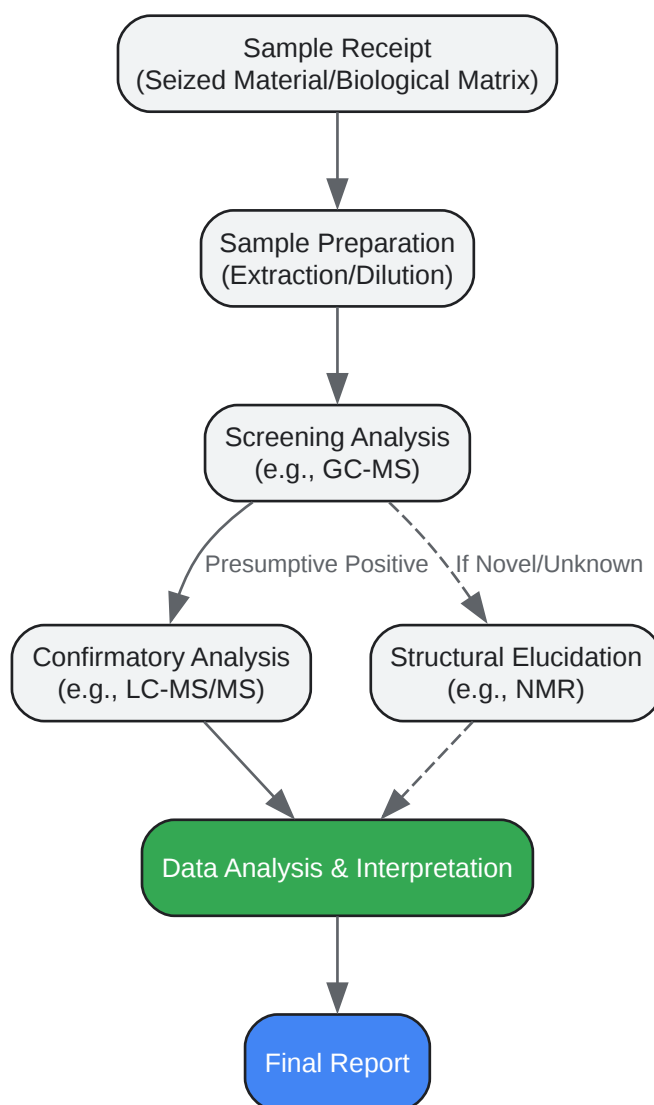 Sample Receipt
(Seized Material/Biological Matrix)
Sample Preparation
(Extraction/Dilution)
Screening Analysis
(e.g., GC-MS)
Presumptive Positive
If Novel/Unknown
Confirmatory Analysis
(e.g., LC-MS/MS)
Structural Elucidation
(e.g., NMR)
Data Analysis & Interpretation
Final Report